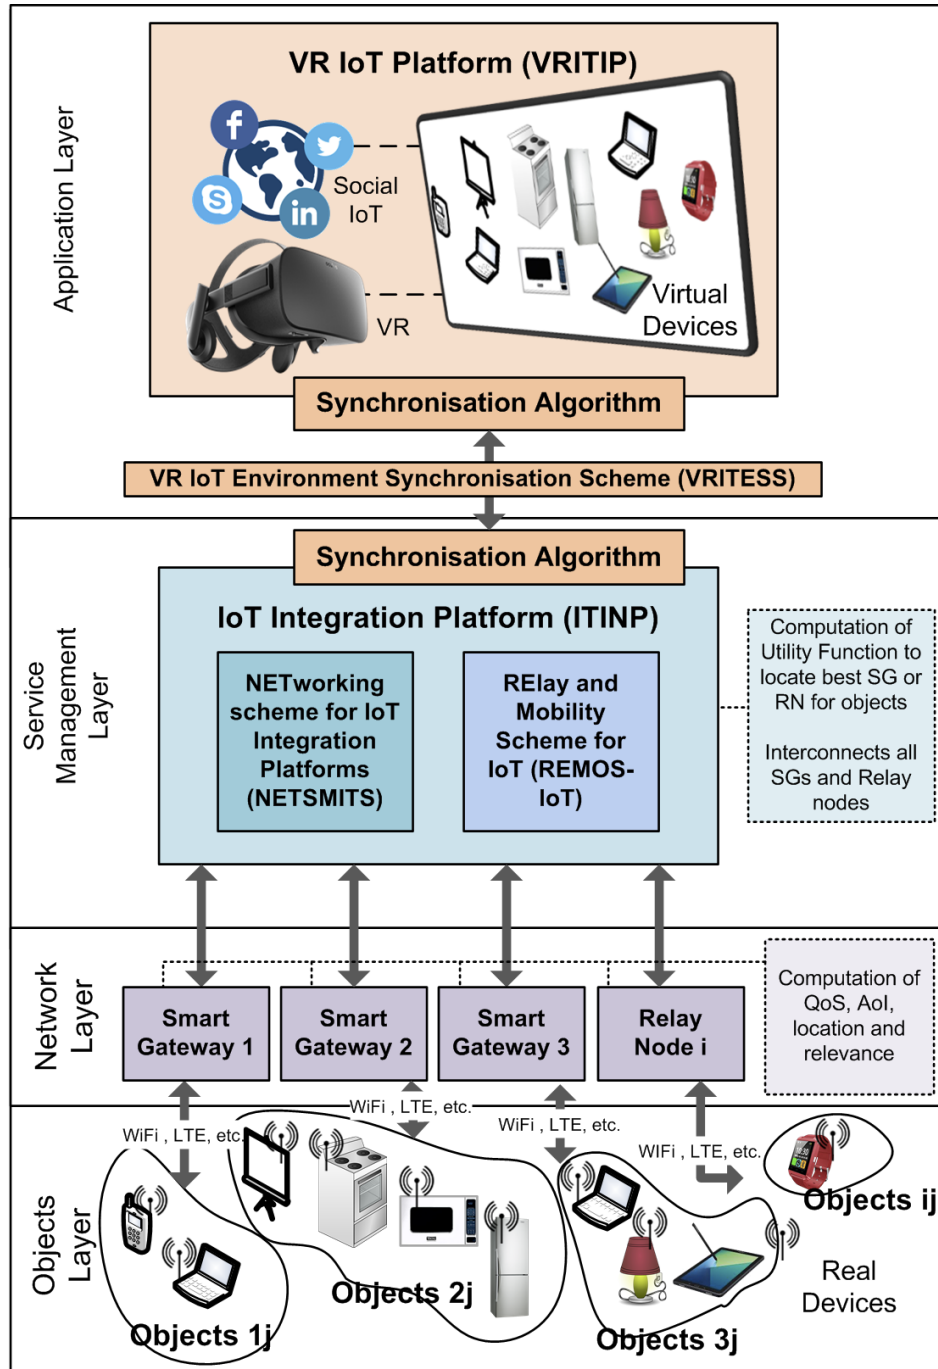 Application Layer
VR IoT Platform (VRITIP)
f
S
in
Social
IoT
VR
Virtual
Devices
Synchronisation Algorithm
VR IoT Environment Synchronisation Scheme (VRITESS)
Service
Management
Layer
Synchronisation Algorithm
IoT Integration Platform (ITINP)
NETworking
scheme for IoT
Integration
Platforms
(NETSMITS)
RElay and
Mobility
Scheme for
IoT (REMOS-
IoT)
Computation of
Utility Function to
locate best SG or
RN for objects
Interconnects all
SGs and Relay
nodes
Network
Layer
Smart
Gateway 1
Smart
Gateway 2
Smart
Gateway 3
Relay
Node i
Computation of
QoS, AoI,
location and
relevance
Objects
Layer
WiFi , LTE, etc.
WiFi , LTE, etc.
WiFi , LTE, etc.
WIFi , LTE, etc.
Objects 1j
Objects 2j
Objects 3j
Objects ij
Real
Devices